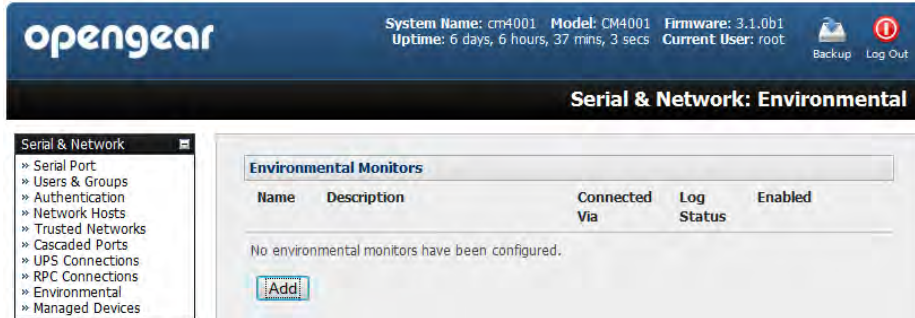 opengear
System Name: cm4001 Model: CM4001 Firmware: 3.1.0b1
Uptime: 6 days, 6 hours, 37 mins, 3 secs Current User: root
Backup Log Out
Serial & Network: Environmental
Serial & Network
» Serial Port
» Users & Groups
» Authentication
» Network Hosts
» Trusted Networks
» Cascaded Ports
» UPS Connections
» RPC Connections
» Environmental
» Managed Devices
Environmental Monitors
Name Description Connected Via Log Status Enabled
No environmental monitors have been configured.
Add